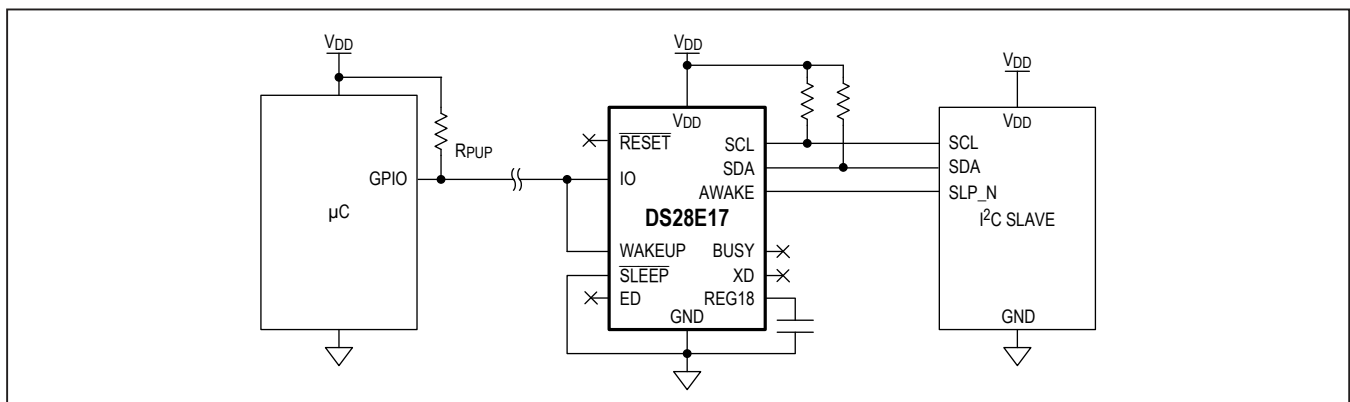 VDD
RPUP
GPIO
µC
VDD
VDD
RESET
IO
WAKEUP
SLEEP
ED
SCL
SDA
AWAKE
DS28E17
BUSY
XD
REG18
GND
VDD
VDD
SCL
SDA
SLP_N
I²C SLAVE
GND